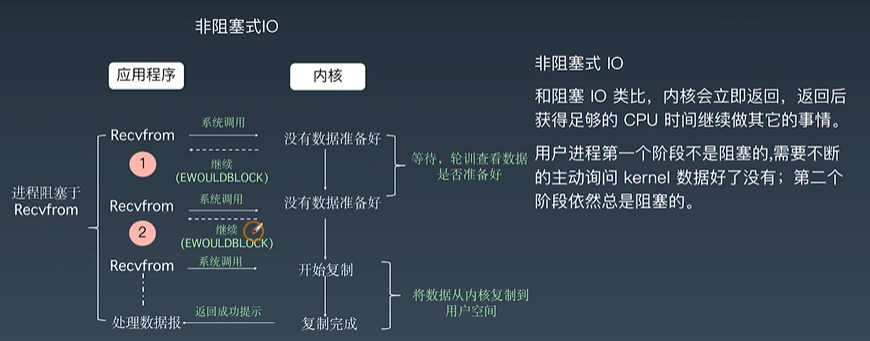 非阻塞式IO
应用程序
内核
Recvfrom
系统调用
没有数据准备好
1
继续
(EWOULDBLOCK)
等待，轮训查看数据
是否准备好
进程阻塞于
Recvfrom
Recvfrom
系统调用
没有数据准备好
2
继续
(EWOULDBLOCK)
Recvfrom
系统调用
开始复制
将数据从内核复制到
用户空间
处理数据报
返回成功提示
复制完成
非阻塞式 IO
和阻塞 IO 类比，内核会立即返回，返回后
获得足够的 CPU 时间继续做其它的事情。
用户进程第一个阶段不是阻塞的,需要不断
的主动询问 kernel 数据好了没有；第二个
阶段依然总是阻塞的。